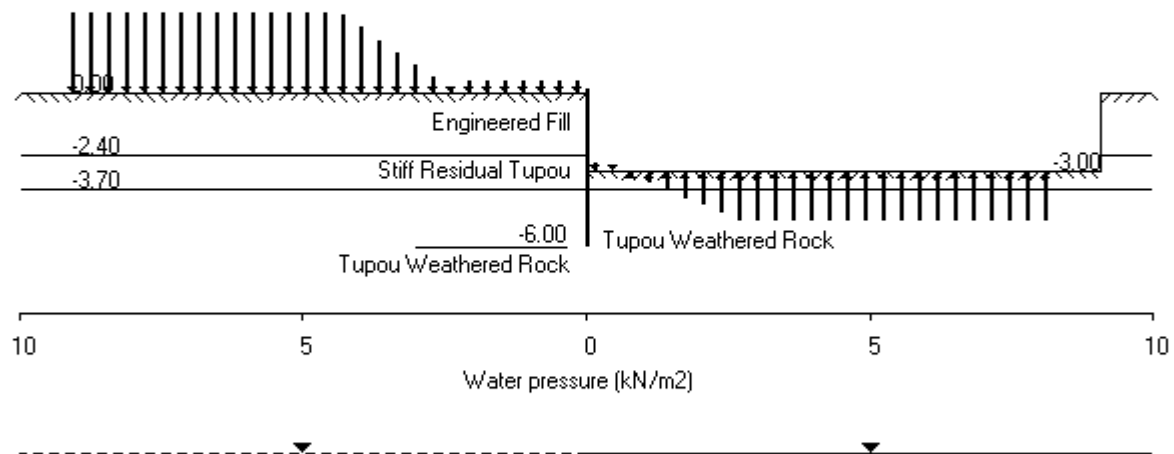 0.00
Engineered Fill
-2.40
-3.00
Stiff Residual Tupou
-3.70
-6.00
Tupou Weathered Rock
Tupou Weathered Rock
10 5 0 5 10
Water pressure (kN/m2)